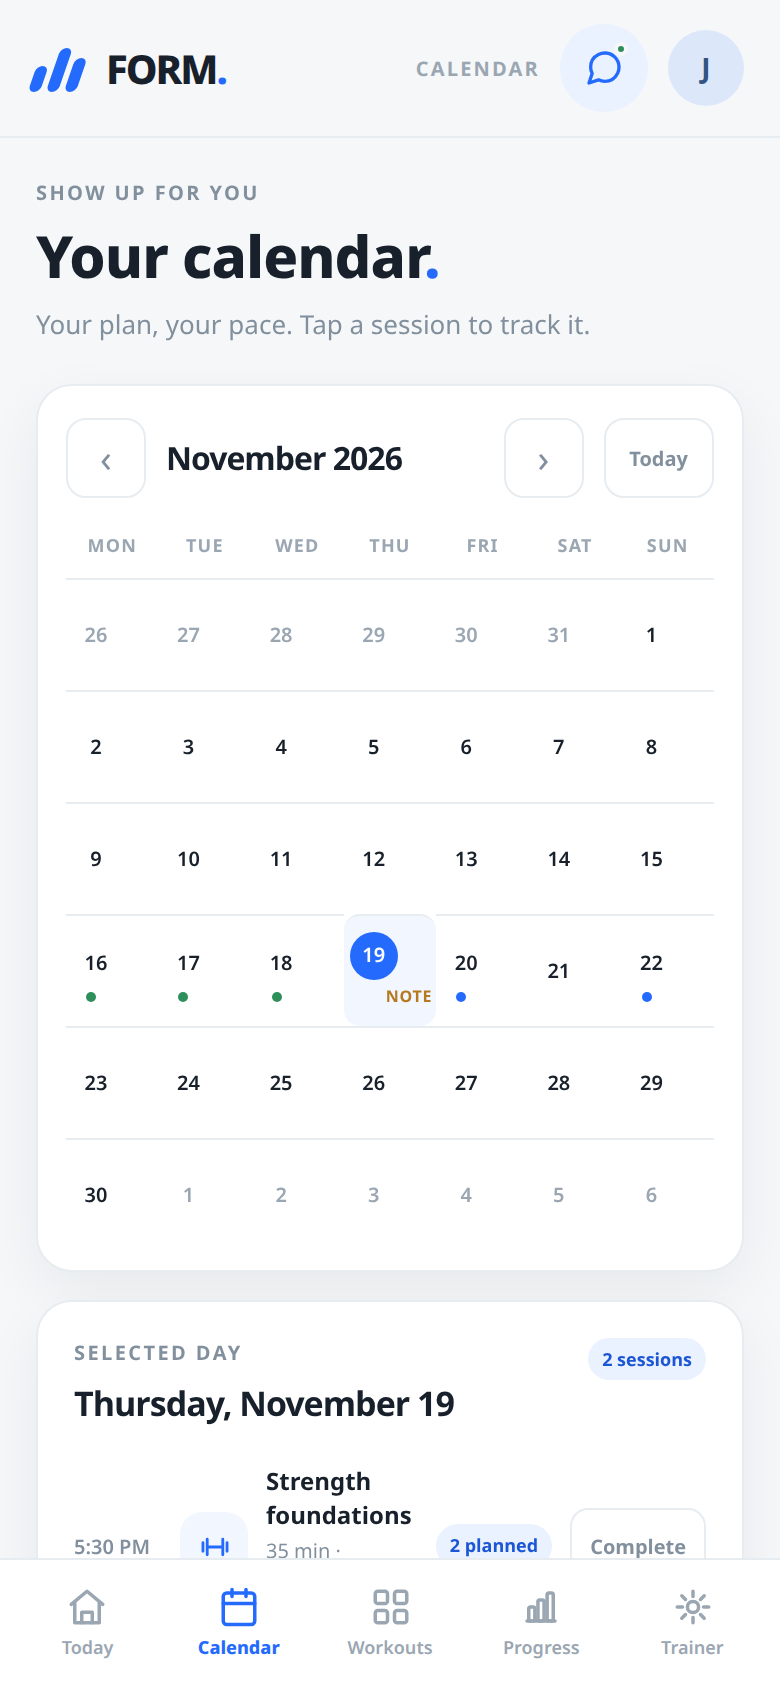 FORM.
CALENDAR
J
SHOW UP FOR YOU
Your calendar.
Your plan, your pace. Tap a session to track it.
‹ November 2026 › Today
MON TUE WED THU FRI SAT SUN
26 27 28 29 30 31 1
2 3 4 5 6 7 8
9 10 11 12 13 14 15
16 17 18 19 20 21 22
NOTE
23 24 25 26 27 28 29
30 1 2 3 4 5 6
SELECTED DAY
2 sessions
Thursday, November 19
Strength
foundations
5:30 PM 35 min · 2 planned Complete
Today Calendar Workouts Progress Trainer